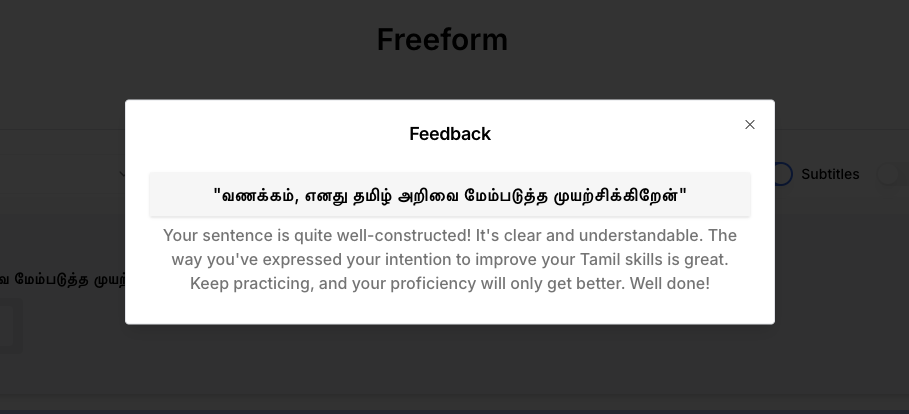 Freeform
Feedback
Subtitles
"வணக்கம், எனது தமிழ் அறிவை மேம்படுத்த முயற்சிக்கிறேன்"
Your sentence is quite well-constructed! It's clear and understandable. The
way you've expressed your intention to improve your Tamil skills is great.
மேம்படுத்த
Keep practicing, and your proficiency will only get better. Well done!